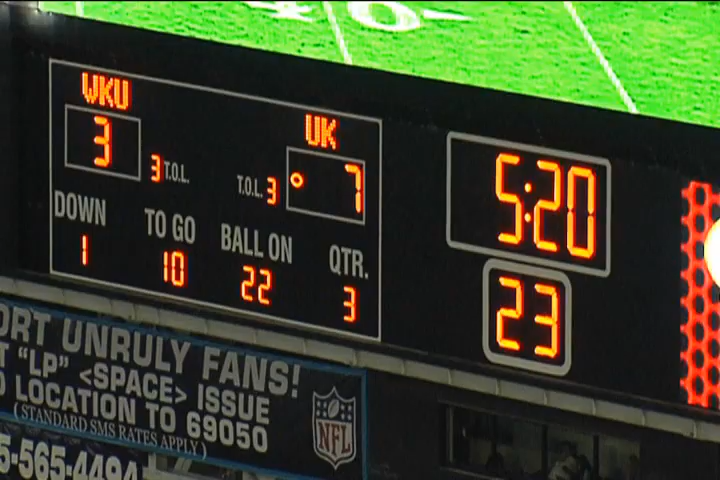 WKU
UK
3
3 T.O.L.
T.O.L. 3
7
5:20
DOWN
TO GO
BALL ON
QTR.
1
10
22
3
23
ORT UNRULY FANS!
T "LP" <SPACE> ISSUE
LOCATION TO 69050
(STANDARD SMS RATES APPLY)
5-565-4494
NFL